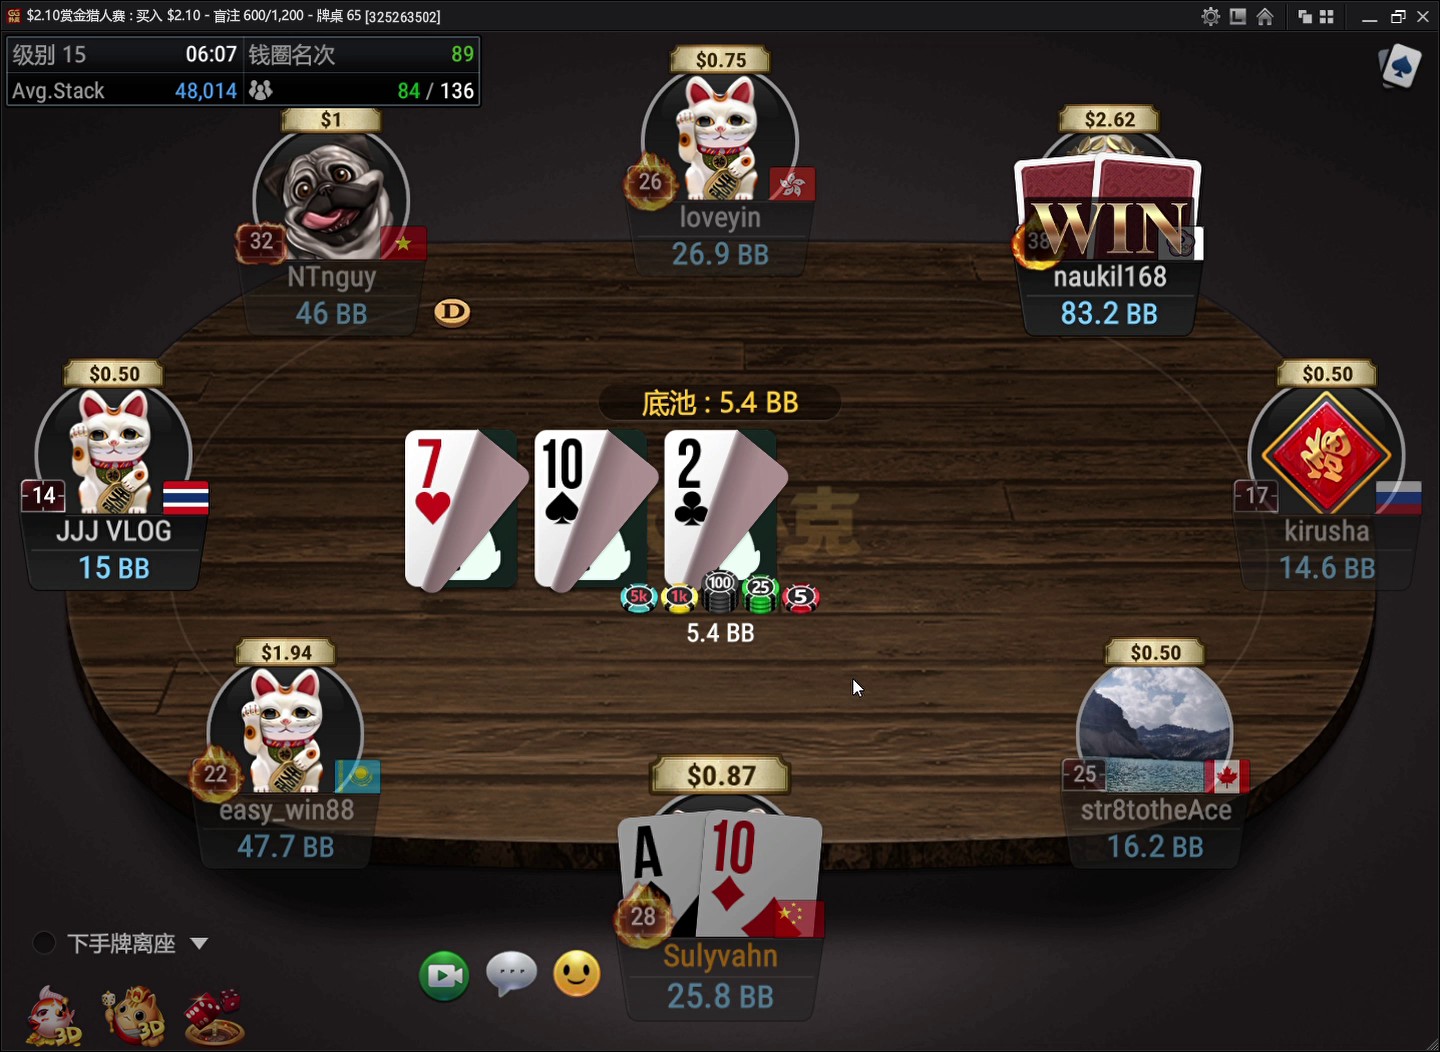 $2.10赏金猎人赛 : 买入 $2.10 - 盲注 600/1,200 - 牌桌 65 [325263502]
级别 15 06:07 钱圈名次 89
Avg.Stack 48,014 84 / 136
$0.75
26
loveyin
26.9 BB
$1
32
NTnguy
46 BB
D
$2.62
WIN
38
naukil168
83.2 BB
$0.50
14
JJJ VLOG
15 BB
$0.50
17
kirusha
14.6 BB
底池 : 5.4 BB
7 10 2
克
5k 1k 100 25 5
5.4 BB
$1.94
22
easy_win88
47.7 BB
$0.50
25
str8totheAce
16.2 BB
$0.87
A 10
28
Sulyvahn
25.8 BB
下手牌离座
3D 3D